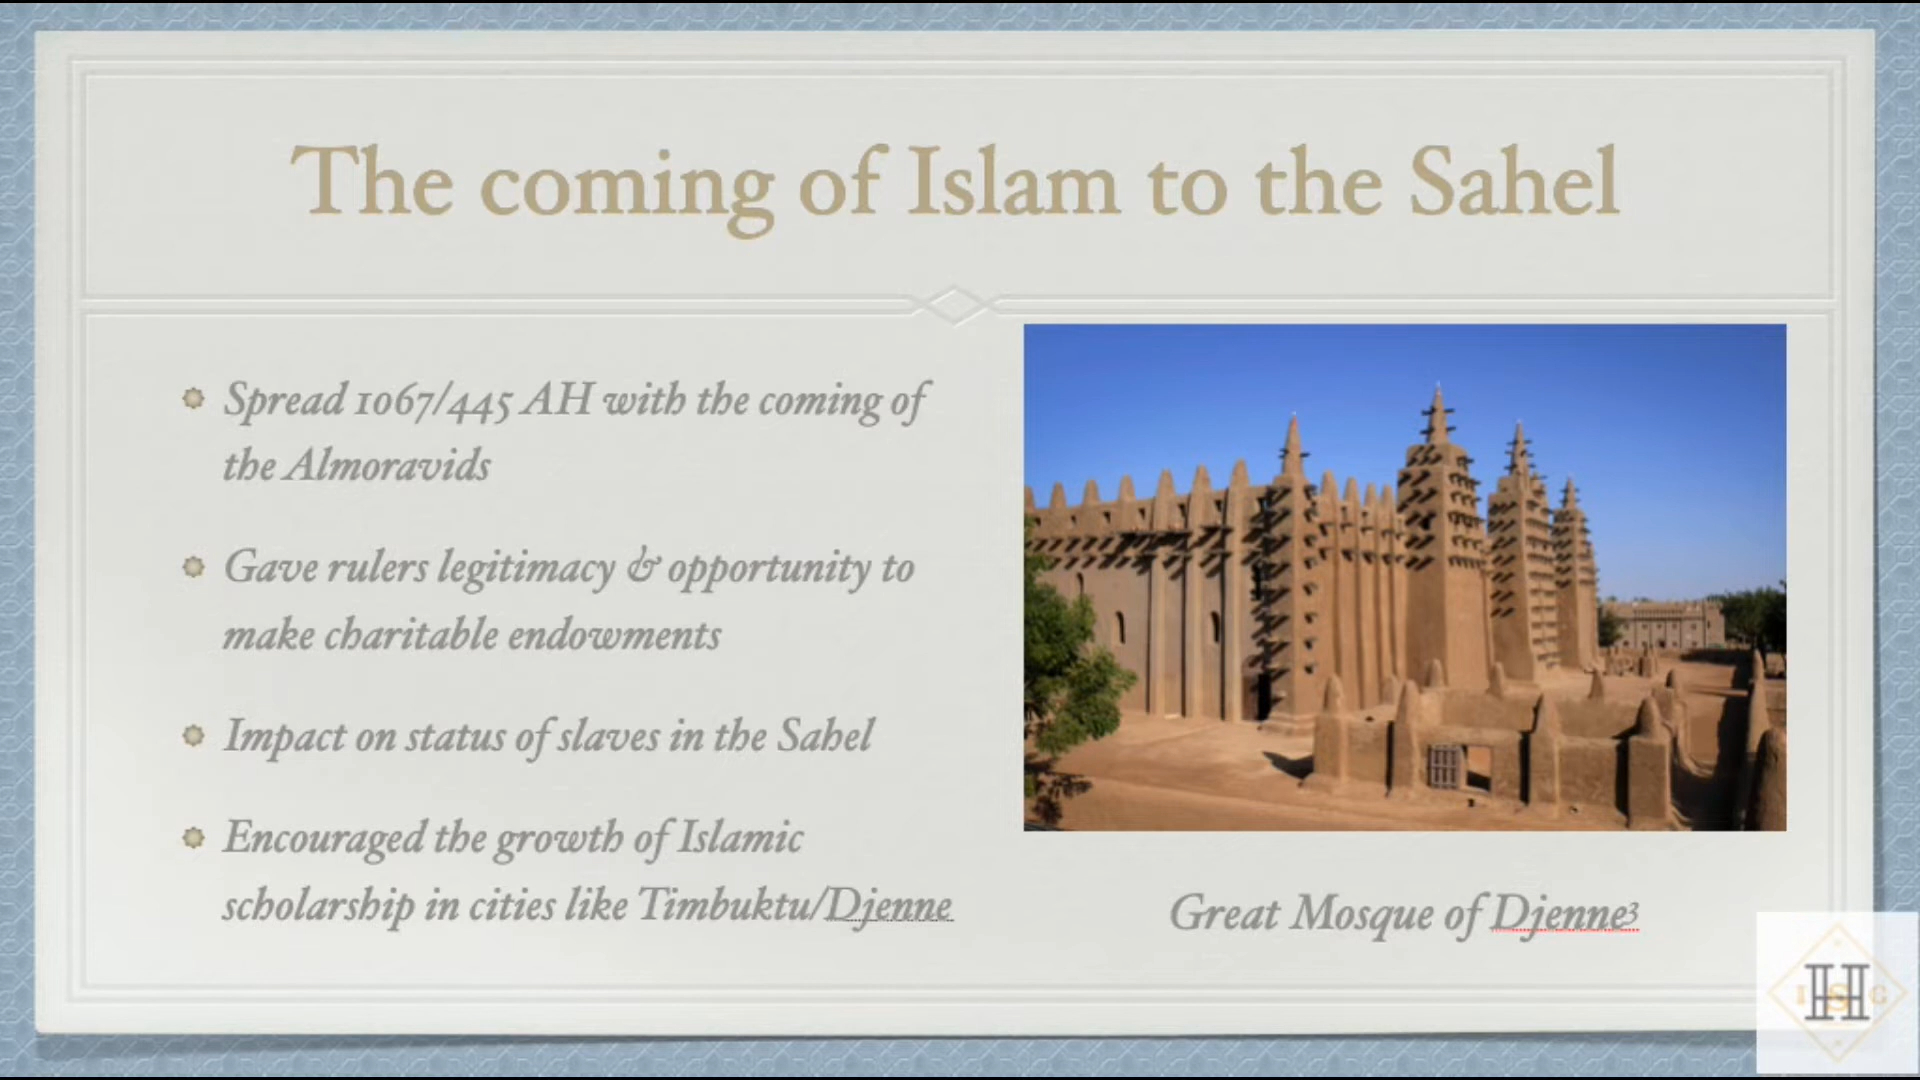 The coming of Islam to the Sahel
Spread 1067/445 AH with the coming of
the Almoravids
Gave rulers legitimacy & opportunity to
make charitable endowments
Impact on status of slaves in the Sahel
Encouraged the growth of Islamic
scholarship in cities like Timbuktu/Djenne
Great Mosque of Djenne³
I H S G